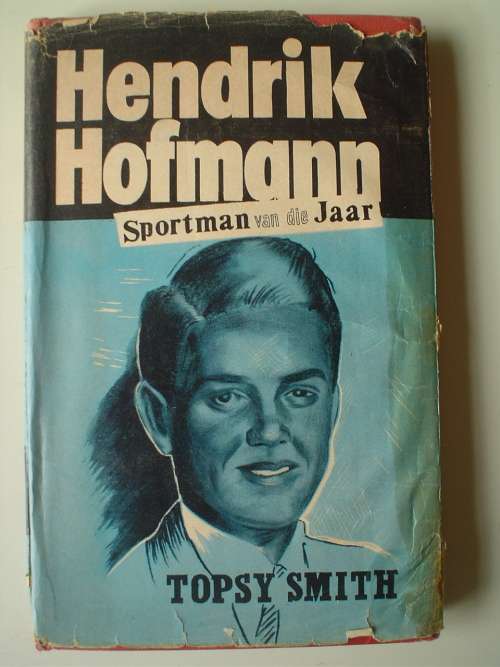 Hendrik
Hofmann
Sportman van die Jaar
TOPSY SMITH